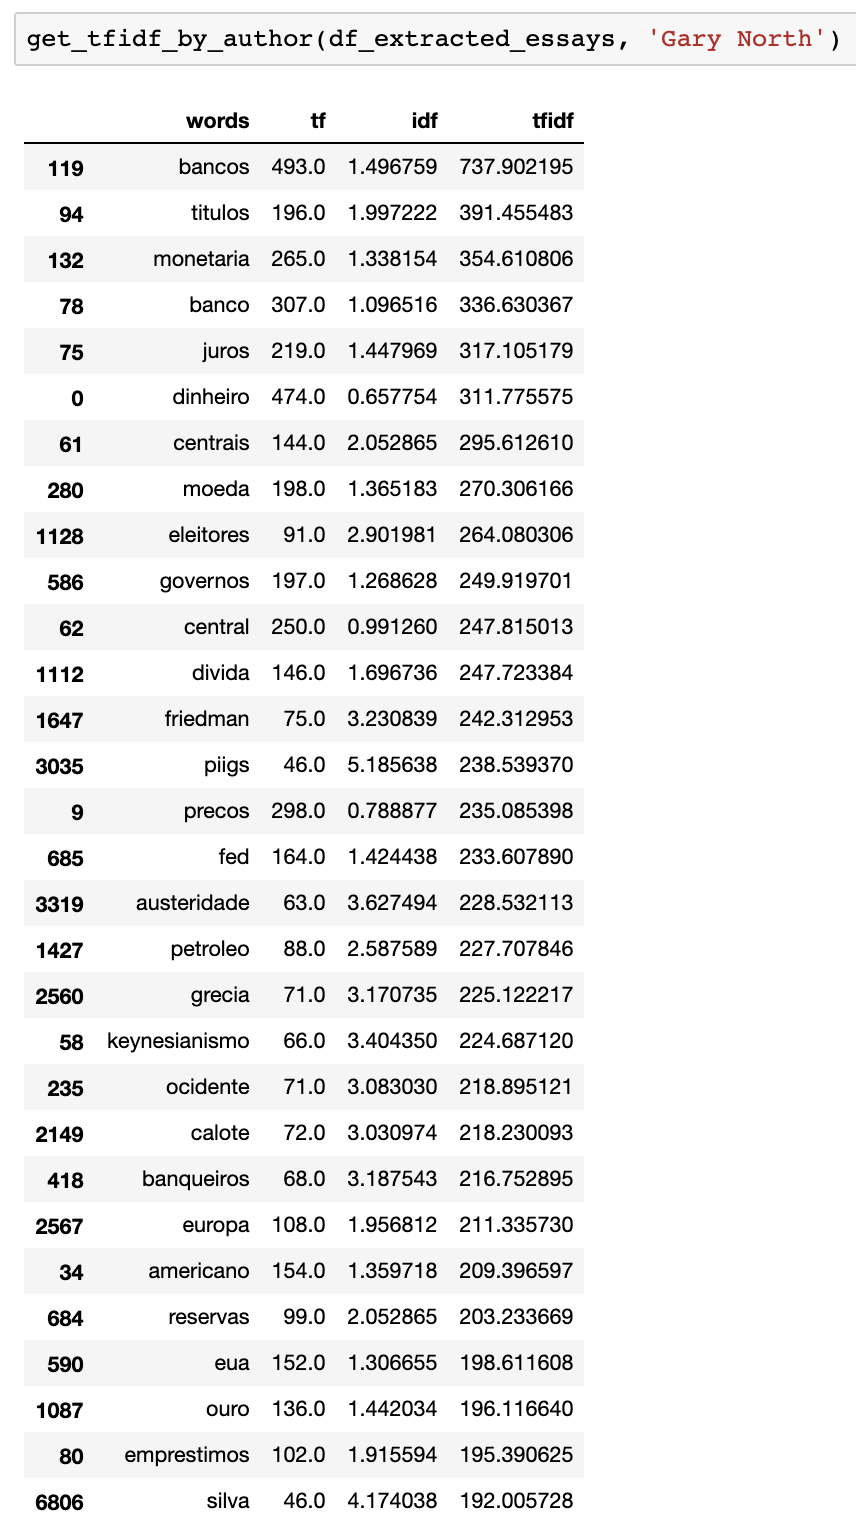 get_tfidf_by_author(df_extracted_essays, 'Gary North')
words tf idf tfidf
119 bancos 493.0 1.496759 737.902195
94 titulos 196.0 1.997222 391.455483
132 monetaria 265.0 1.338154 354.610806
78 banco 307.0 1.096516 336.630367
75 juros 219.0 1.447969 317.105179
0 dinheiro 474.0 0.657754 311.775575
61 centrais 144.0 2.052865 295.612610
280 moeda 198.0 1.365183 270.306166
1128 eleitores 91.0 2.901981 264.080306
586 governos 197.0 1.268628 249.919701
62 central 250.0 0.991260 247.815013
1112 divida 146.0 1.696736 247.723384
1647 friedman 75.0 3.230839 242.312953
3035 piigs 46.0 5.185638 238.539370
9 precos 298.0 0.788877 235.085398
685 fed 164.0 1.424438 233.607890
3319 austeridade 63.0 3.627494 228.532113
1427 petroleo 88.0 2.587589 227.707846
2560 grecia 71.0 3.170735 225.122217
58 keynesianismo 66.0 3.404350 224.687120
235 ocidente 71.0 3.083030 218.895121
2149 calote 72.0 3.030974 218.230093
418 banqueiros 68.0 3.187543 216.752895
2567 europa 108.0 1.956812 211.335730
34 americano 154.0 1.359718 209.396597
684 reservas 99.0 2.052865 203.233669
590 eua 152.0 1.306655 198.611608
1087 ouro 136.0 1.442034 196.116640
80 emprestimos 102.0 1.915594 195.390625
6806 silva 46.0 4.174038 192.005728